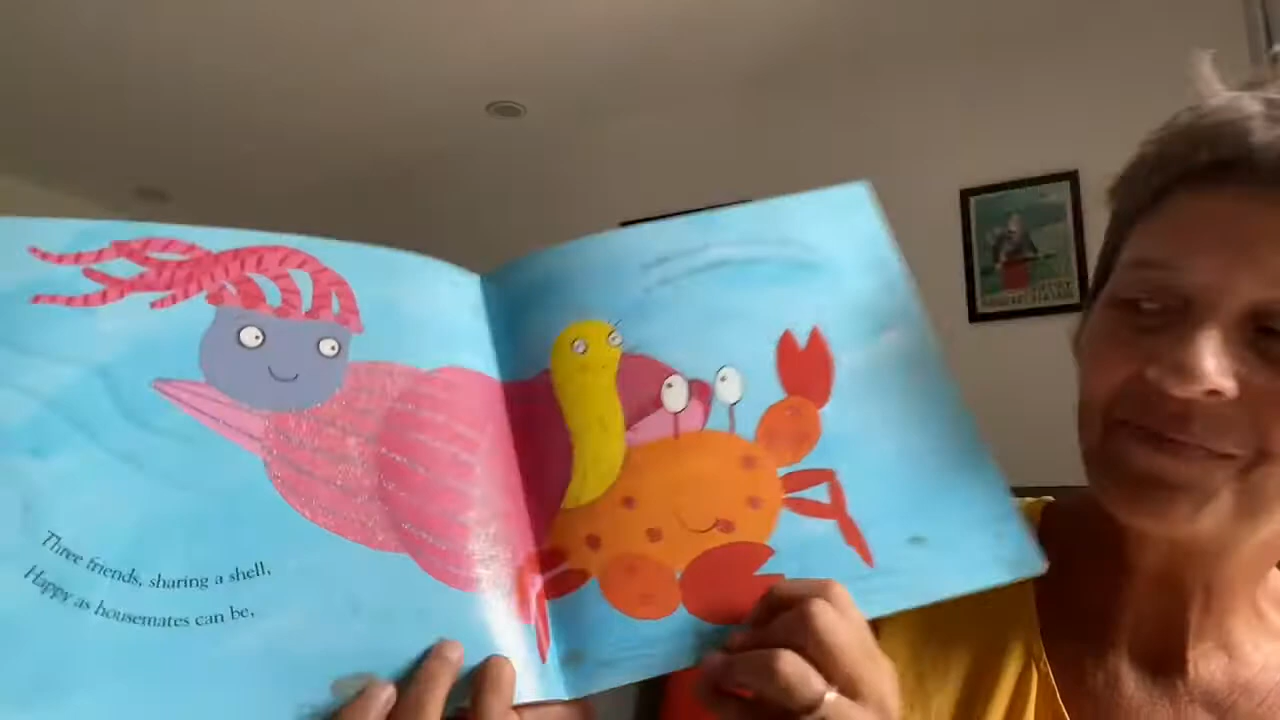 Three friends, sharing a shell,
Happy as housemates can be,